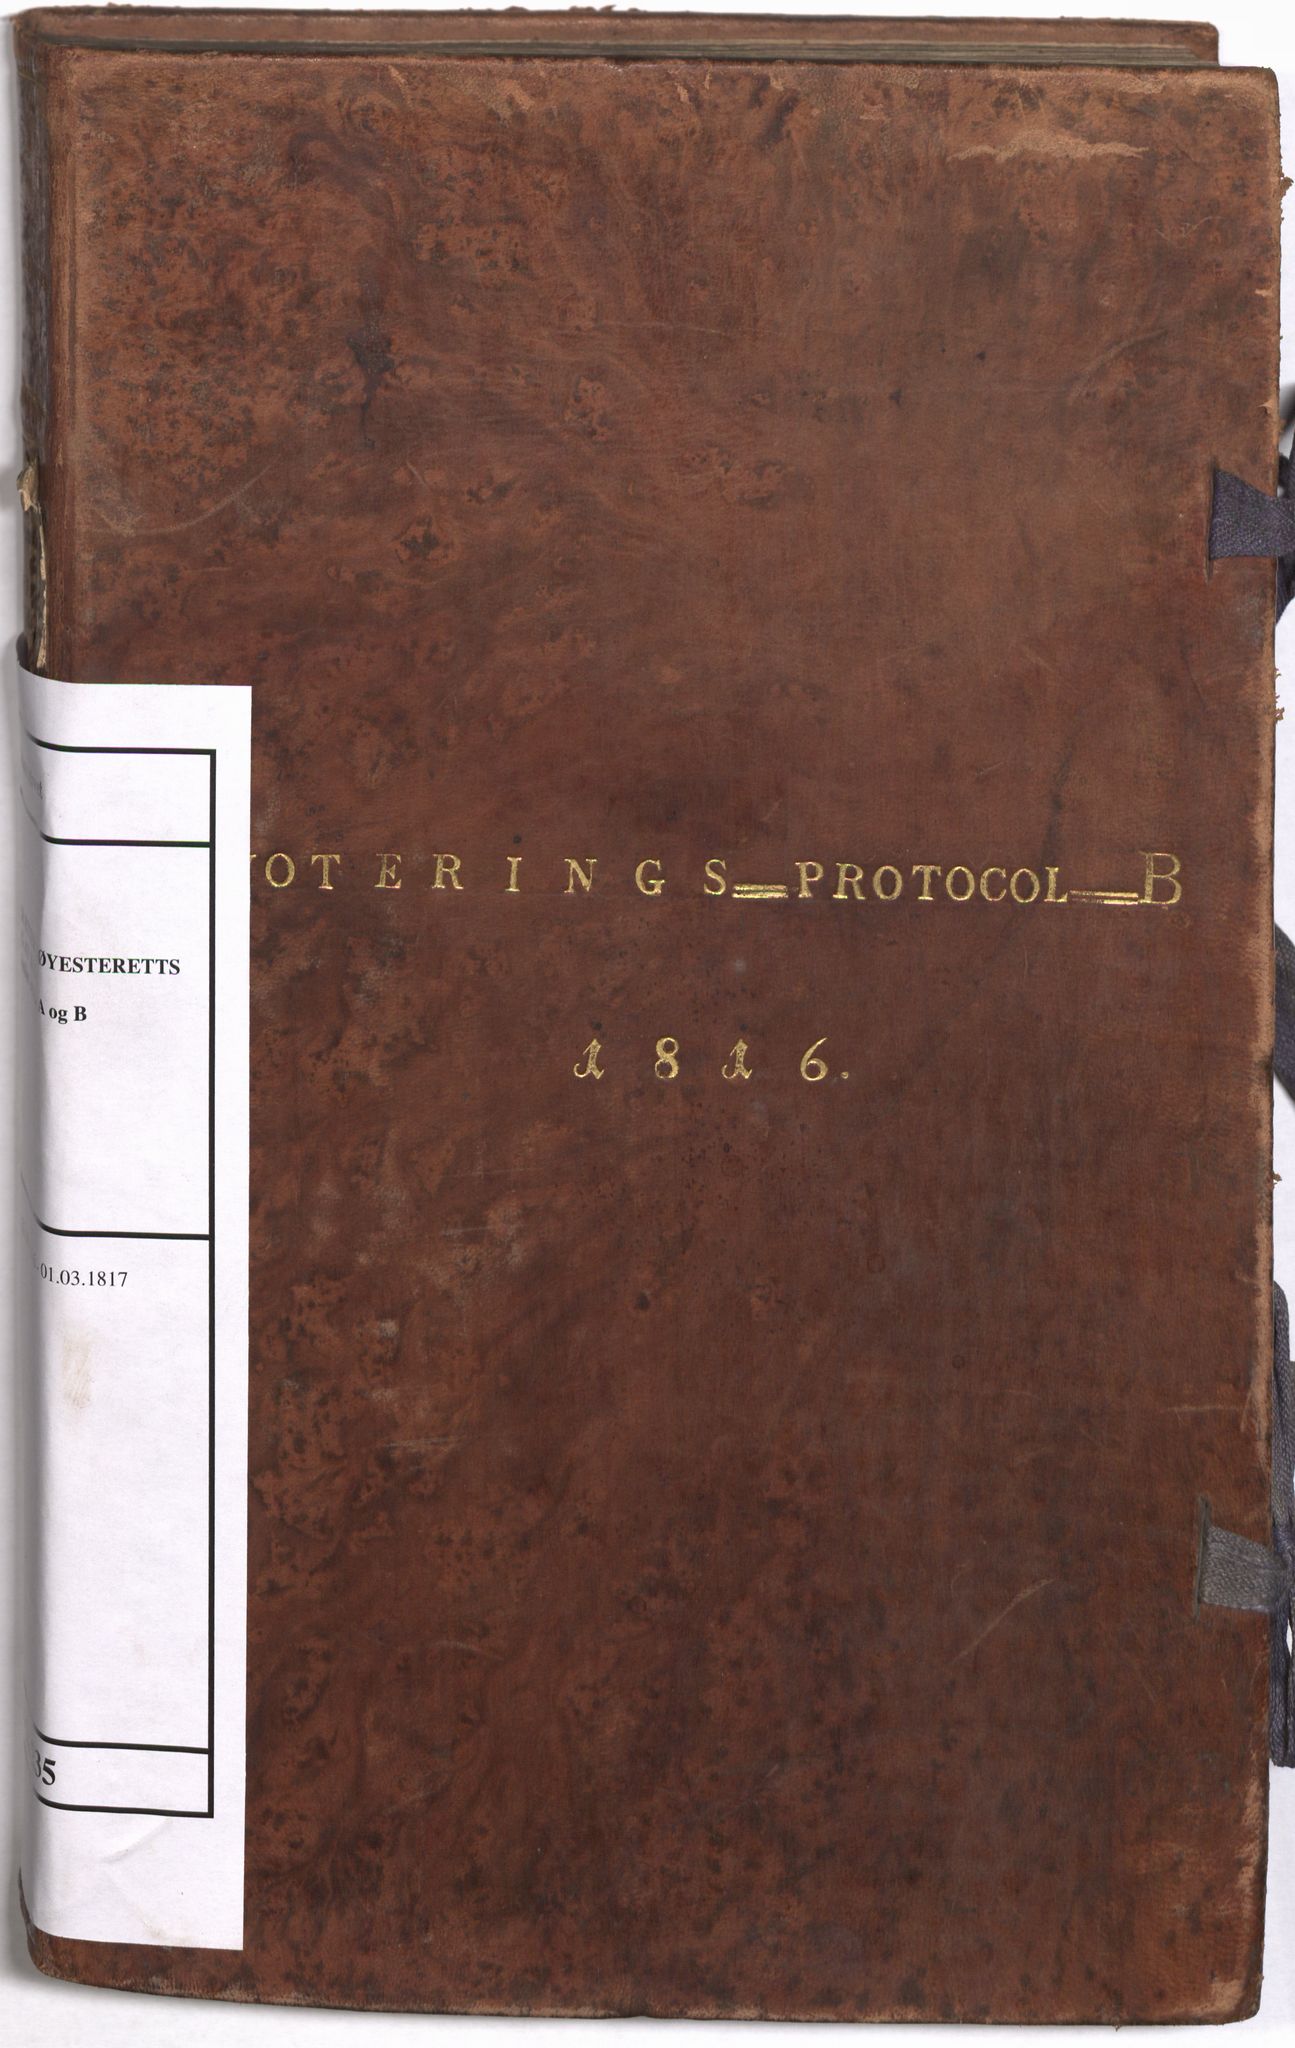 OTERINGS=PROTOCOL=B
1816.
ØYESTERETTS
A og B
01.03.1817
35